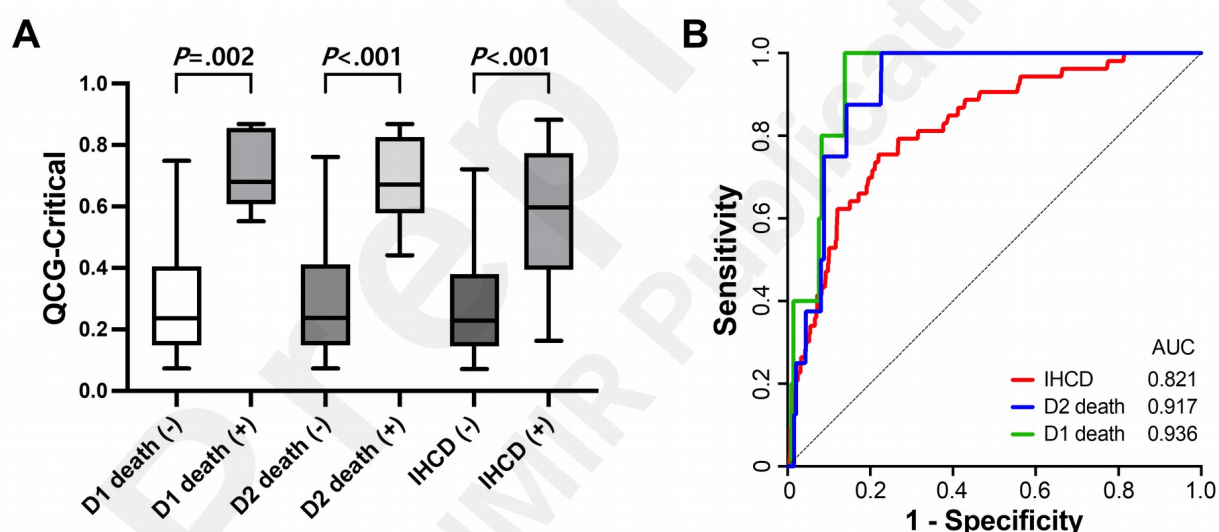 A
P=.002
P<.001
P<.001
QCG-Critical
1.0
0.8
0.6
0.4
0.2
0.0
D1 death (-)
D1 death (+)
D2 death (-)
D2 death (+)
IHCD (-)
IHCD (+)
B
Sensitivity
1.0
0.8
0.6
0.4
0.2
0
AUC
IHCD 0.821
D2 death 0.917
D1 death 0.936
0 0.2 0.4 0.6 0.8 1.0
1 - Specificity
Prepr
JMIR Publicati